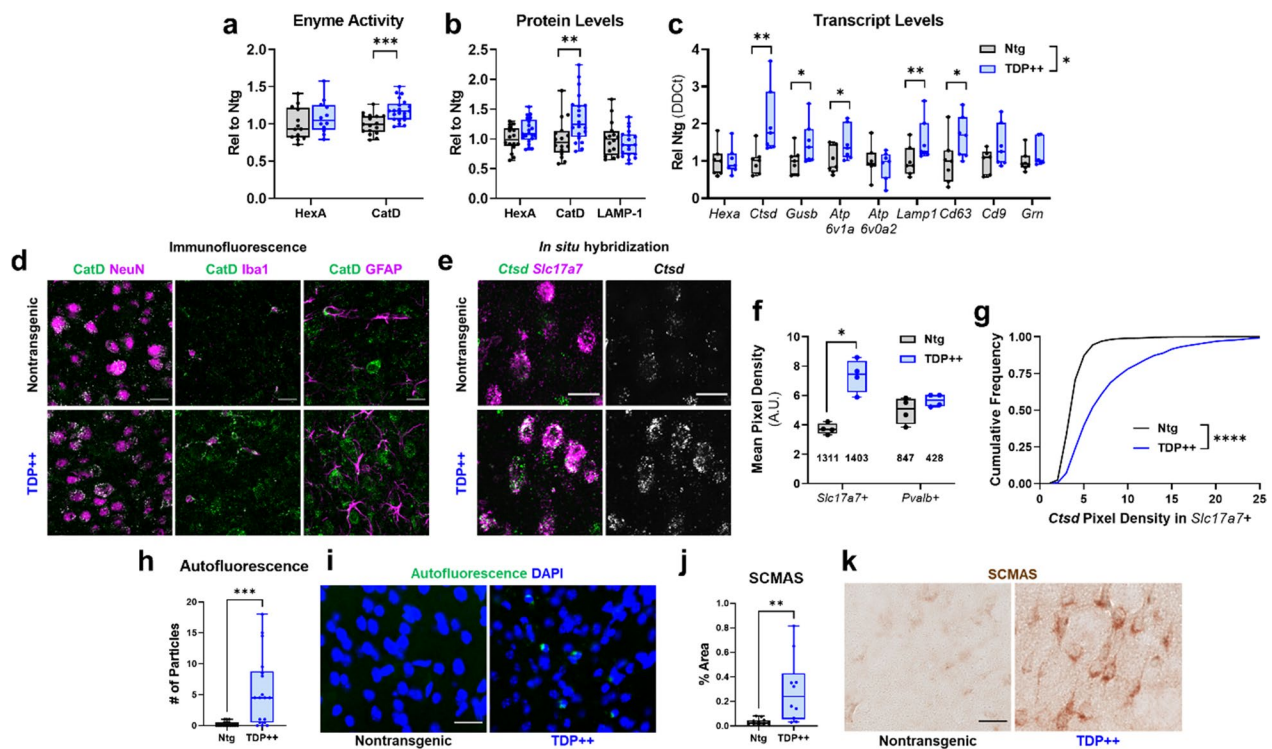 a
Enyme Activity
Rel to Ntg
2.0
1.5
1.0
0.5
0.0
***
HexA CatD
b
Protein Levels
Rel to Ntg
2.5
2.0
1.5
1.0
0.5
0.0
**
HexA CatD LAMP-1
c
Transcript Levels
Rel Ntg (DDCt)
4
3
2
1
0
** * * ** *
Ntg
TDP++
*
Hexa Ctsd Gusb Atp Atp Lamp1 Cd63 Cd9 Grn
6v1a 6v0a2
d
Immunofluorescence
CatD NeuN CatD Iba1 CatD GFAP
Nontransgenic
TDP++
e
In situ hybridization
Ctsd Slc17a7 Ctsd
Nontransgenic
TDP++
f
Mean Pixel Density
(A.U.)
10
8
6
4
2
0
*
Ntg
TDP++
1311 1403 847 428
Slc17a7+ Pvalb+
g
Cumulative Frequency
1.00
0.75
0.50
0.25
0.00
Ntg
TDP++
****
0 5 10 15 20 25
Ctsd Pixel Density in Slc17a7+
h
Autofluorescence
# of Particles
20
15
10
5
0
***
Ntg TDP++
i
Autofluorescence DAPI
Nontransgenic TDP++
j
SCMAS
% Area
1.0
0.8
0.6
0.4
0.2
0.0
**
Ntg TDP++
k
SCMAS
Nontransgenic TDP++